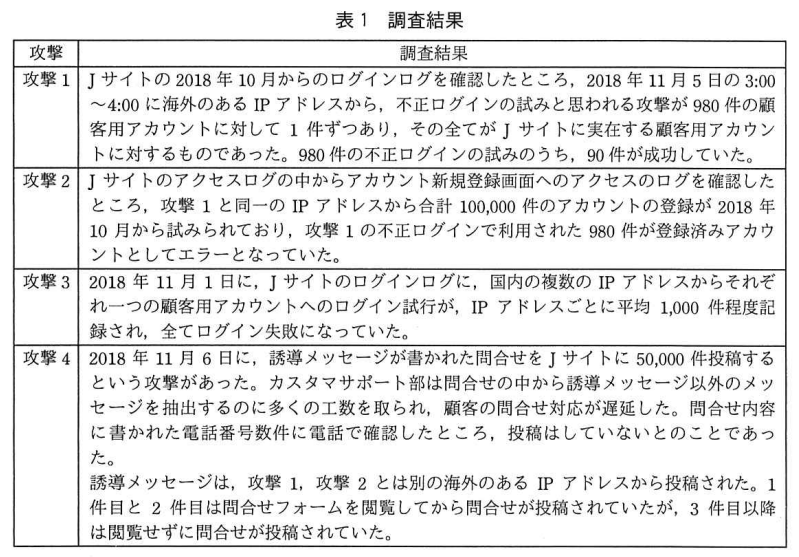 表1 調査結果
攻撃 調査結果
攻撃1 Jサイトの2018年10月からのログインログを確認したところ，2018年11月5日の3:00
～4:00に海外のあるIPアドレスから，不正ログインの試みと思われる攻撃が980件の顧
客用アカウントに対して1件ずつあり，その全てがJサイトに実在する顧客用アカウン
トに対するものであった。980件の不正ログインの試みのうち，90件が成功していた。
攻撃2 Jサイトのアクセスログの中からアカウント新規登録画面へのアクセスのログを確認した
ところ，攻撃1と同一のIPアドレスから合計100,000件のアカウントの登録が2018年
10月から試みられており，攻撃1の不正ログインで利用された980件が登録済みアカウ
ントとしてエラーとなっていた。
攻撃3 2018年11月1日に，Jサイトのログインログに，国内の複数のIPアドレスからそれぞ
れ一つの顧客用アカウントへのログイン試行が，IPアドレスごとに平均1,000件程度記
録され，全てログイン失敗になっていた。
攻撃4 2018年11月6日に，誘導メッセージが書かれた問合せをJサイトに50,000件投稿する
という攻撃があった。カスタマサポート部は問合せの中から誘導メッセージ以外のメッ
セージを抽出するのに多くの工数を取られ，顧客の問合せ対応が遅延した。問合せ内容
に書かれた電話番号数件に電話で確認したところ，投稿はしていないとのことであっ
た。
誘導メッセージは，攻撃1，攻撃2とは別の海外のあるIPアドレスから投稿された。1
件目と2件目は問合せフォームを閲覧してから問合せが投稿されていたが，3件目以降
は閲覧せずに問合せが投稿されていた。